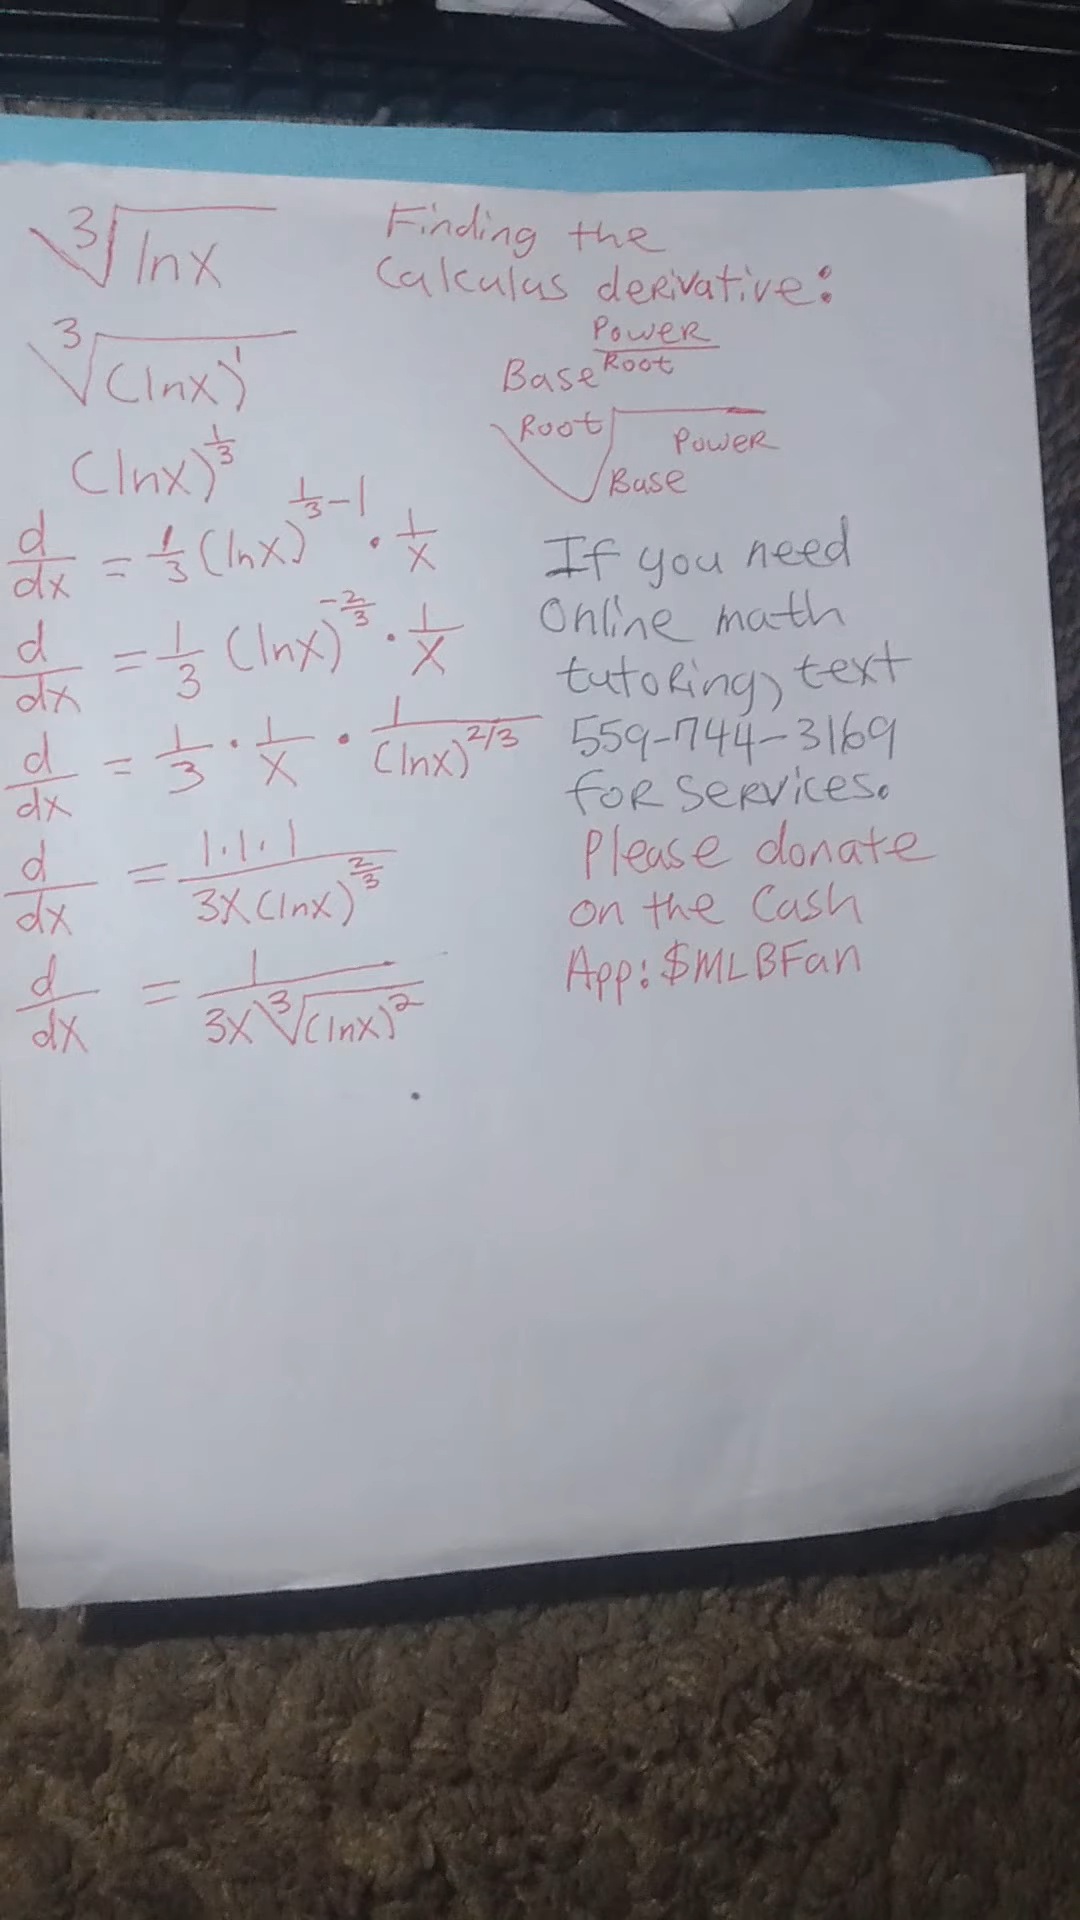 ∛(lnx)
∛((lnx)^1)
(lnx)^(1/3)
d/dx = 1/3 (lnx)^(1/3-1) · 1/x
d/dx = 1/3 (lnx)^(-2/3) · 1/x
d/dx = 1/3 · 1/x · 1/(lnx)^(2/3)
d/dx = 1·1·1/(3x(lnx)^(2/3))
d/dx = 1/(3x∛((lnx)^2))
Finding the
Calculus derivative:
Power
Base Root
Root Power
Base
If you need
Online math
tutoring, text
559-744-3169
for services.
Please donate
on the Cash
App: $MLBFan